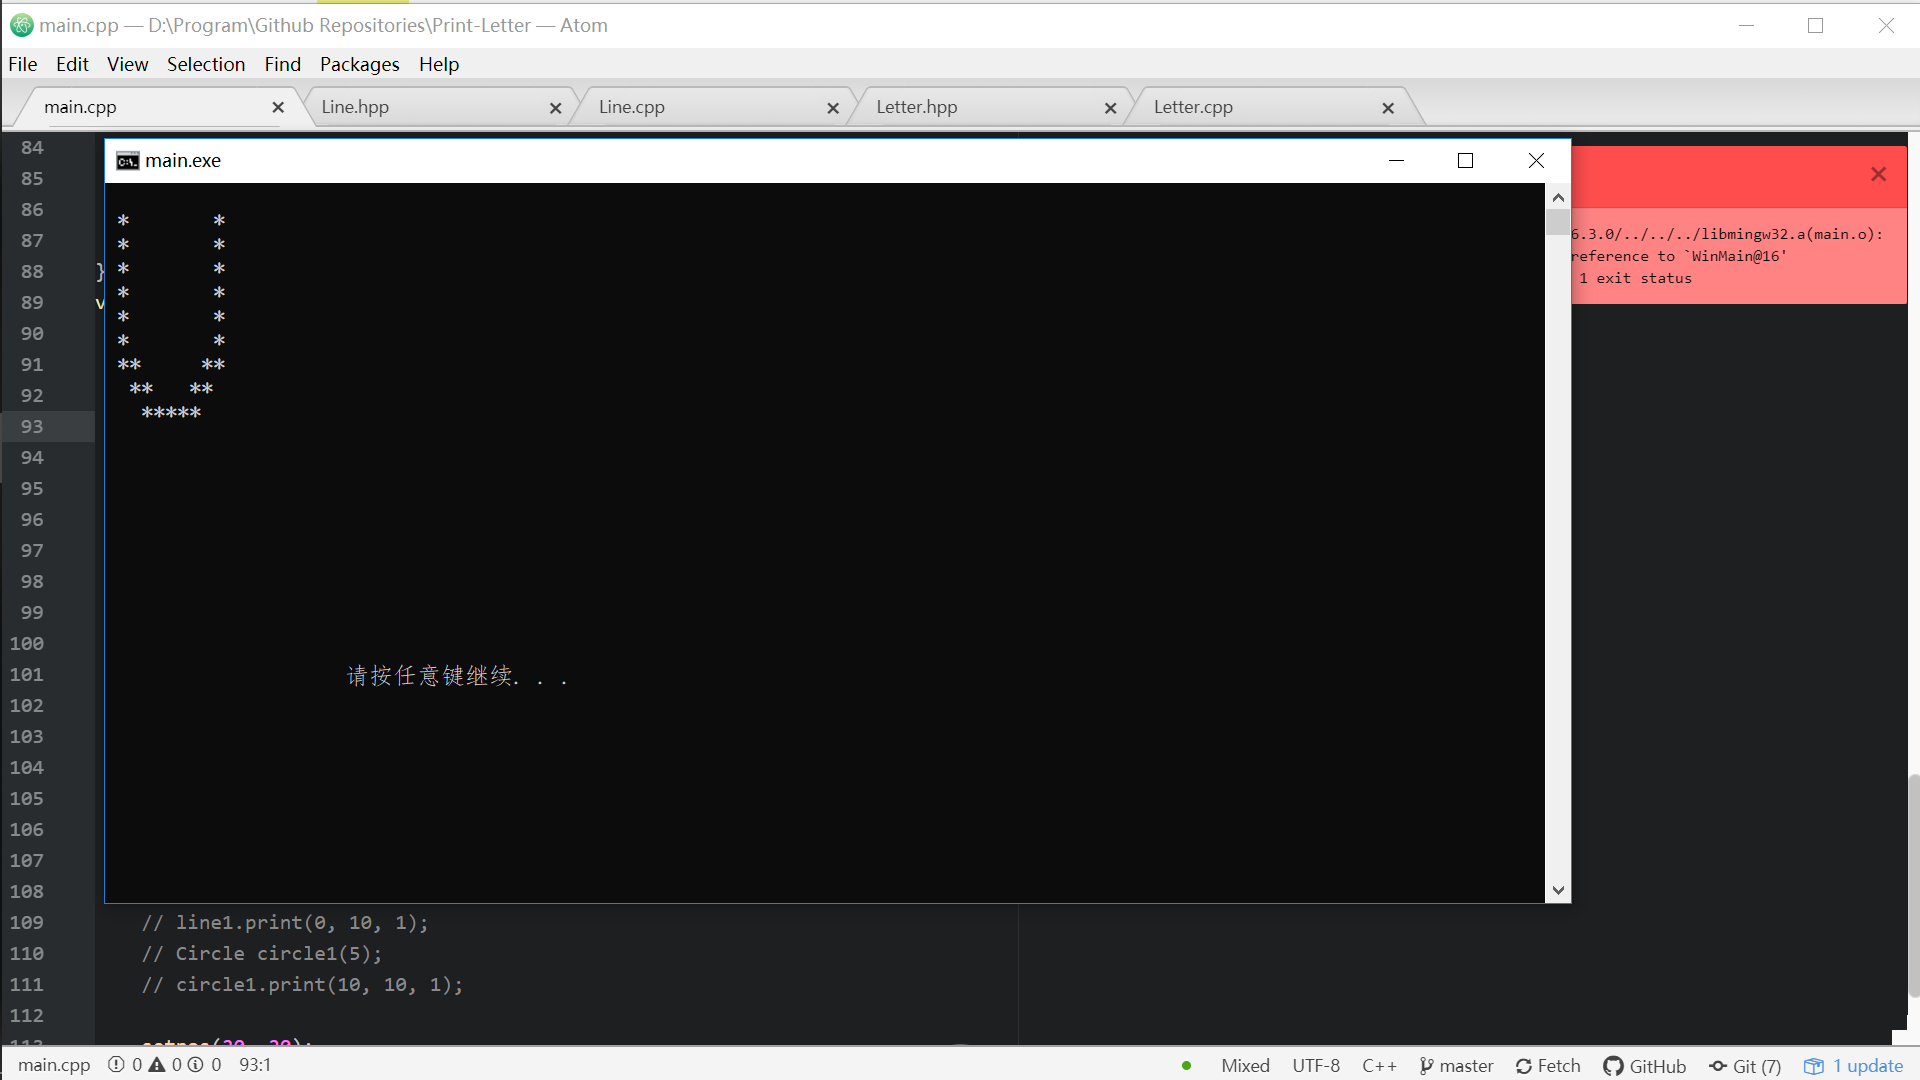 main.cpp — D:\Program\Github Repositories\Print-Letter — Atom
File Edit View Selection Find Packages Help
main.cpp Line.hpp Line.cpp Letter.hpp Letter.cpp
main.exe
C:\.
84
85
86
87
88 }
89 v
90
91
92
93
94
95
96
97
98
99
100
101
102
103
104
105
106
107
108
109 // line1.print(0, 10, 1);
110 // Circle circle1(5);
111 // circle1.print(10, 10, 1);
112
*        *
*        *
*        *
*        *
*        *
*        *
**     **
 **   **
  *****
请按任意键继续. . .
6.3.0/../../../libmingw32.a(main.o):
reference to `WinMain@16'
1 exit status
main.cpp 0 0 0 93:1 Mixed UTF-8 C++ master Fetch GitHub Git (7) 1 update